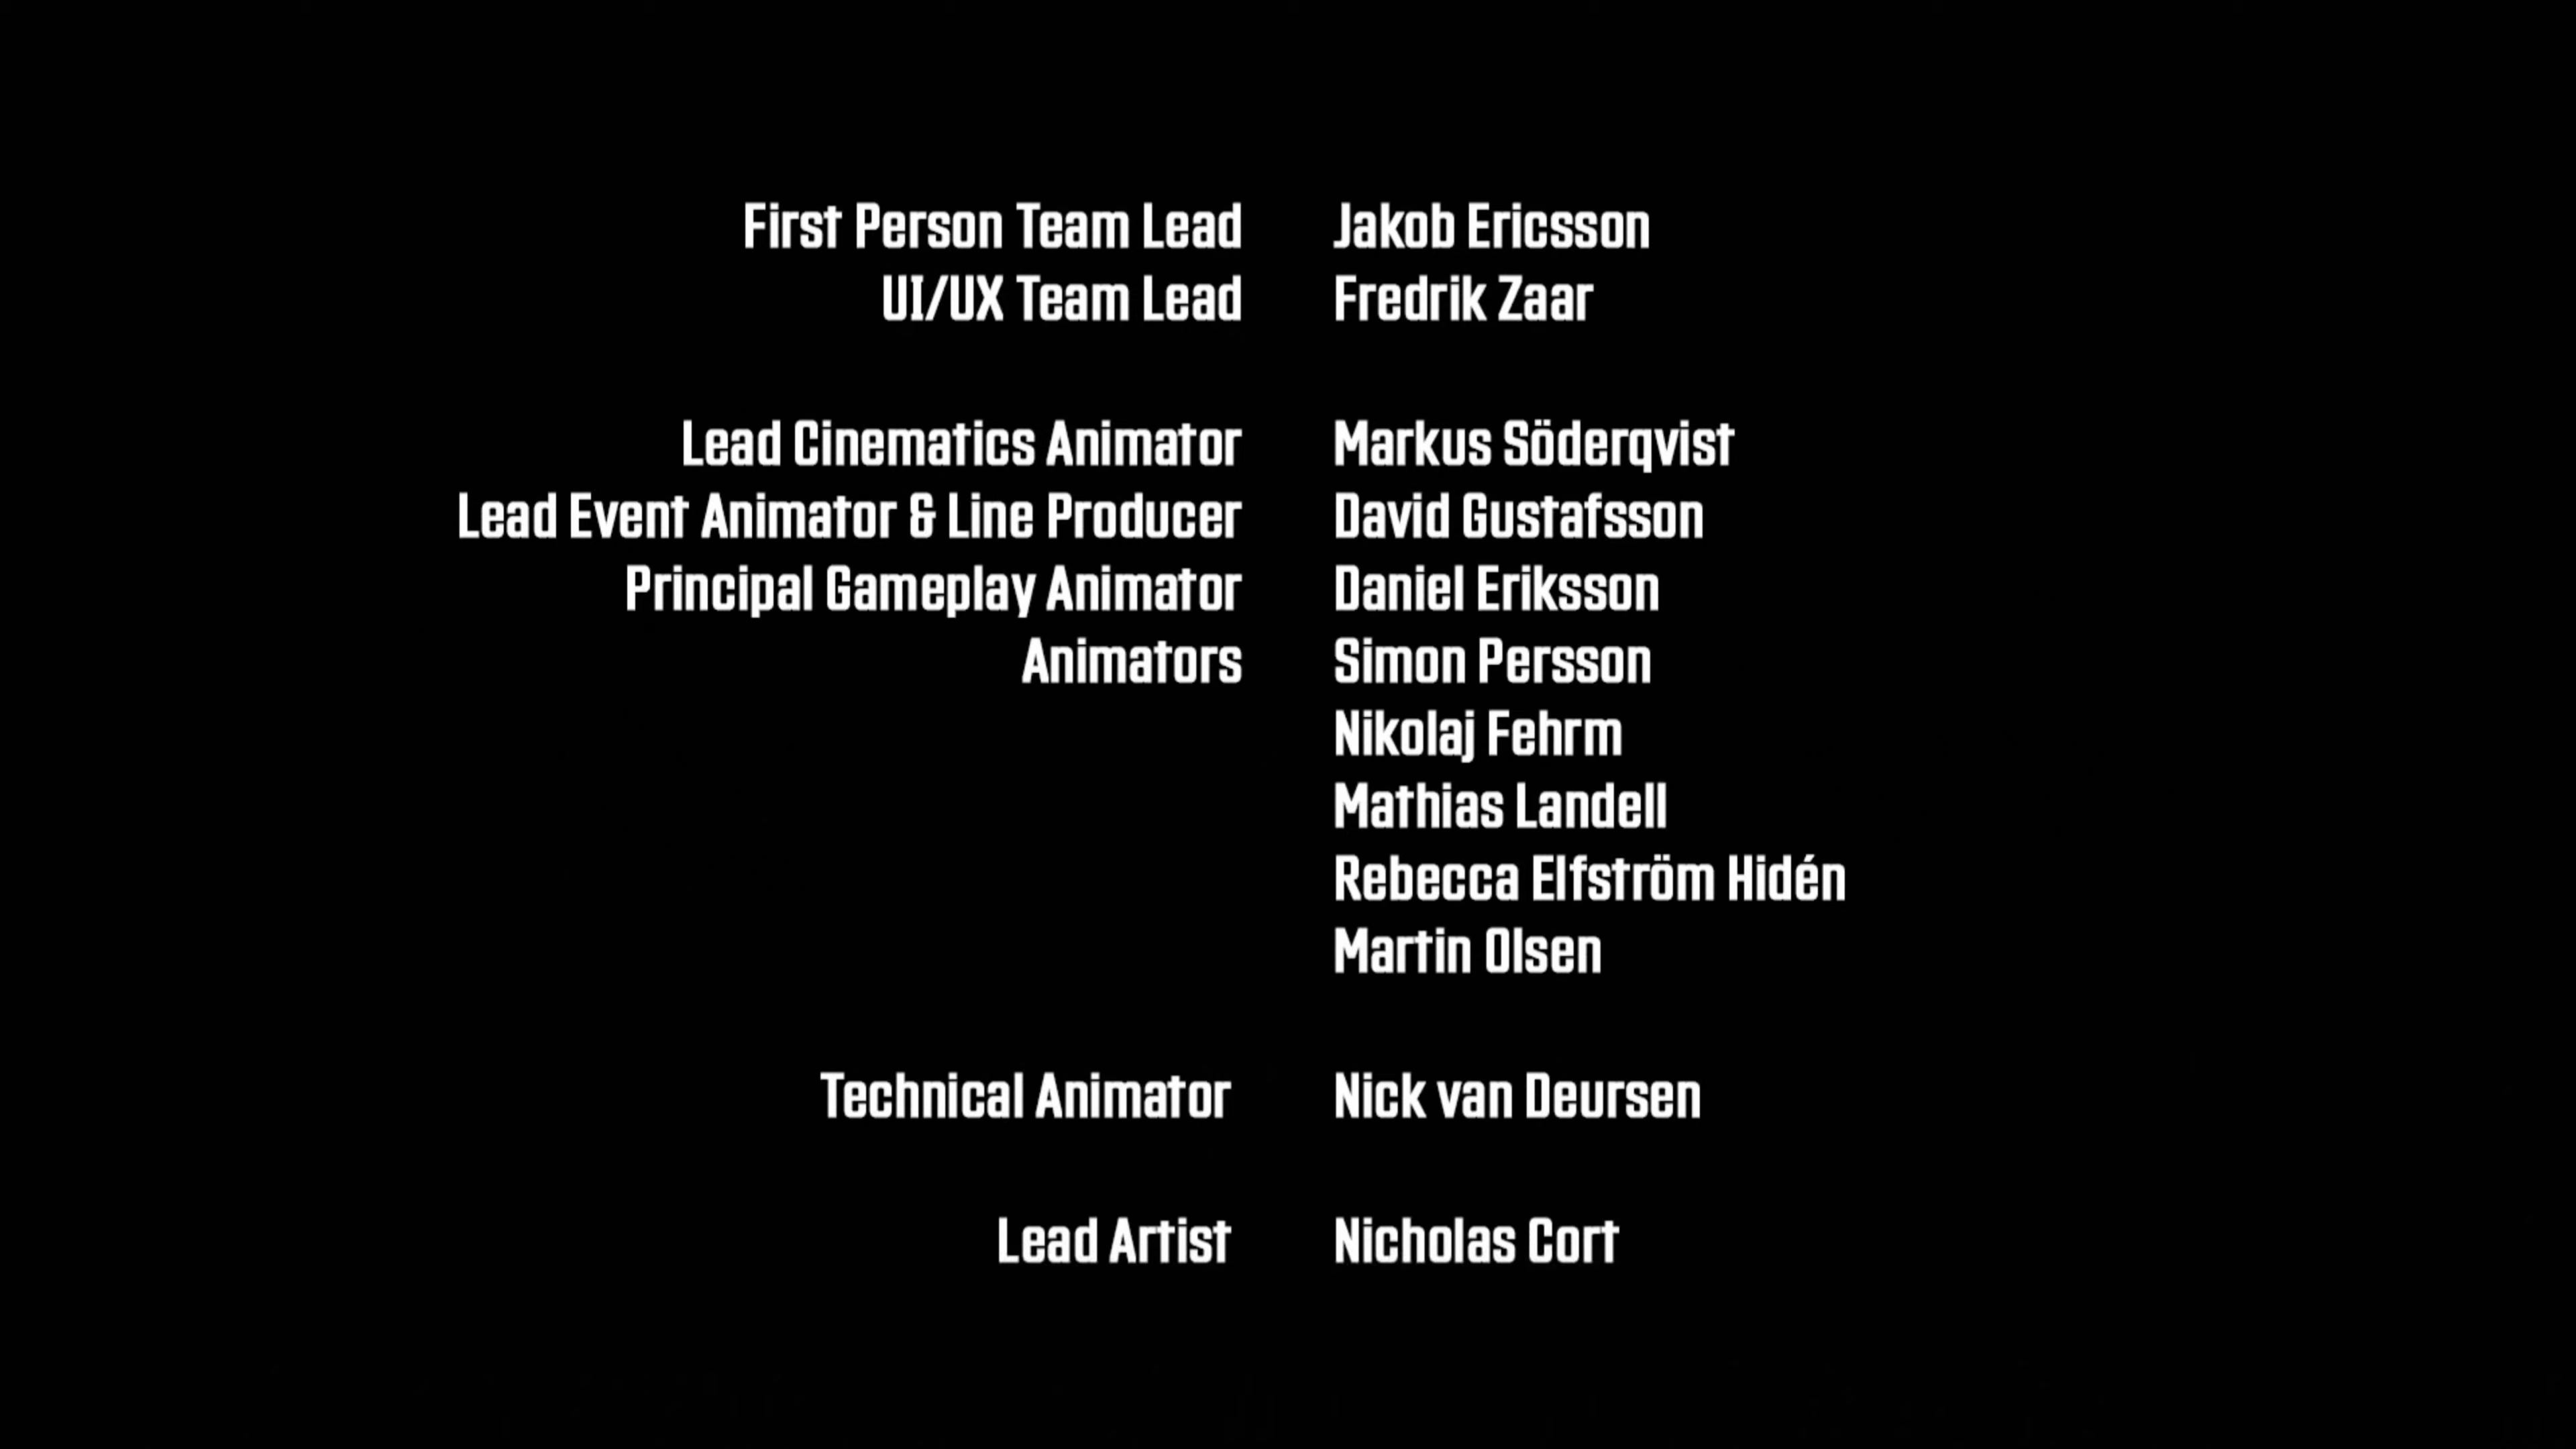 First Person Team Lead Jakob Ericsson
UI/UX Team Lead Fredrik Zaar
Lead Cinematics Animator Markus Söderqvist
Lead Event Animator & Line Producer David Gustafsson
Principal Gameplay Animator Daniel Eriksson
Animators Simon Persson
Nikolaj Fehrm
Mathias Landell
Rebecca Elfström Hidén
Martin Olsen
Technical Animator Nick van Deursen
Lead Artist Nicholas Cort